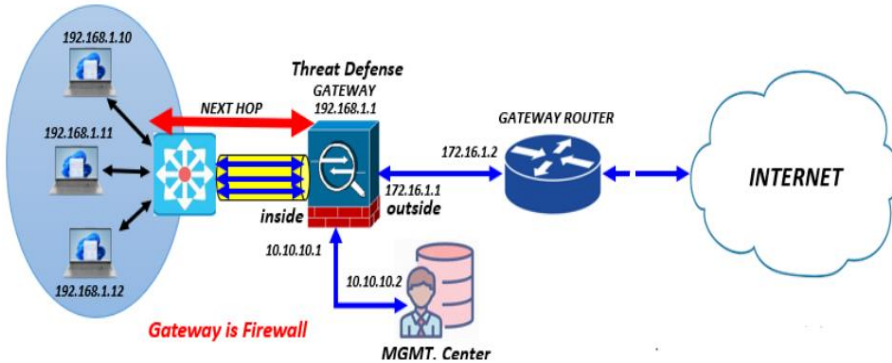 192.168.1.10
192.168.1.11
192.168.1.12
NEXT HOP
Threat Defense
GATEWAY
192.168.1.1
inside
172.16.1.1
outside
172.16.1.2
GATEWAY ROUTER
INTERNET
10.10.10.1
10.10.10.2
MGMT. Center
Gateway is Firewall